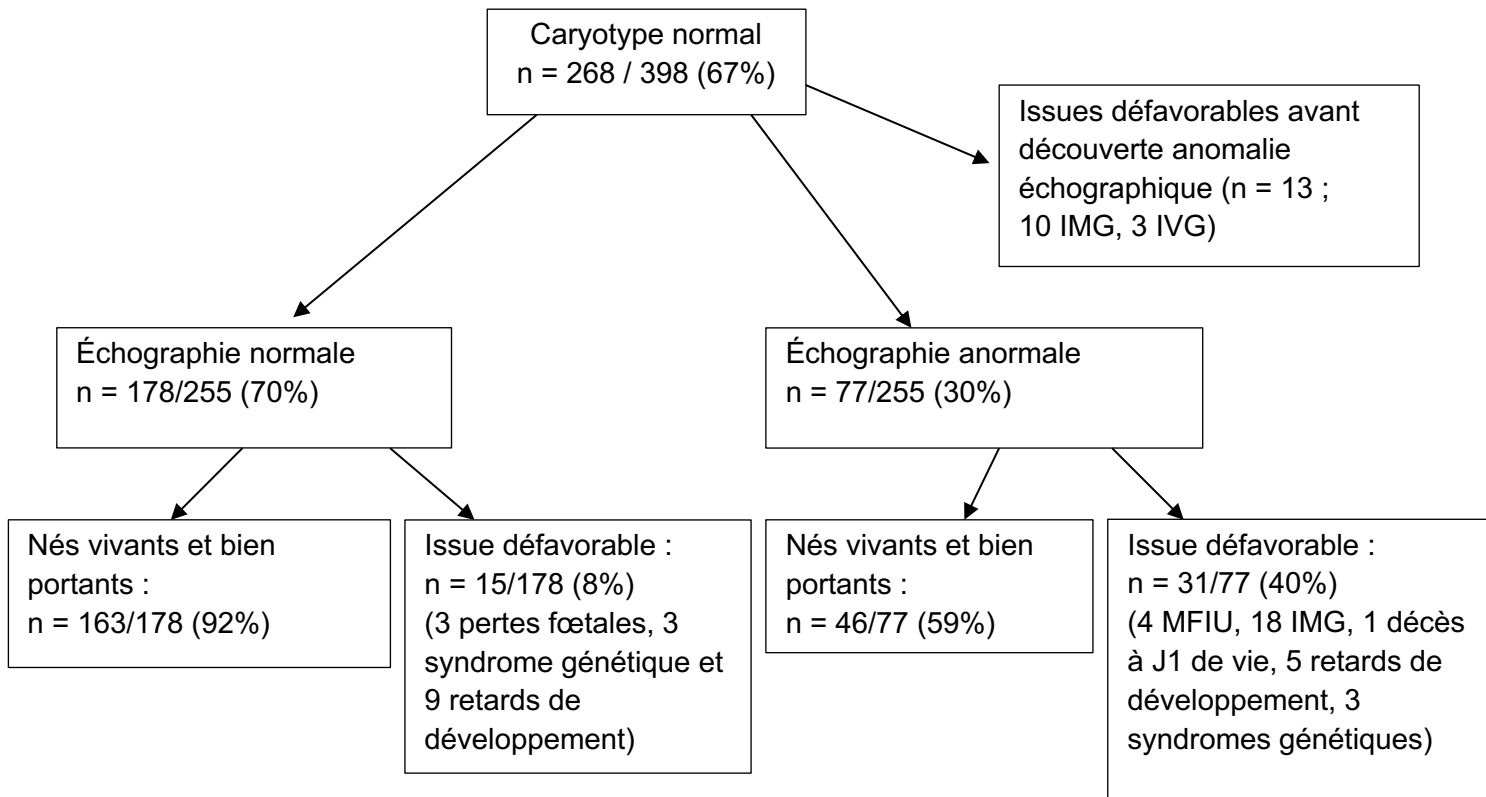 Caryotype normal
n = 268 / 398 (67%)
Issues défavorables avant
découverte anomalie
échographique (n = 13 ;
10 IMG, 3 IVG)
Échographie normale
n = 178/255 (70%)
Échographie anormale
n = 77/255 (30%)
Nés vivants et bien
portants :
n = 163/178 (92%)
Issue défavorable :
n = 15/178 (8%)
(3 pertes fœtales, 3
syndrome génétique et
9 retards de
développement)
Nés vivants et bien
portants :
n = 46/77 (59%)
Issue défavorable :
n = 31/77 (40%)
(4 MFIU, 18 IMG, 1 décès
à J1 de vie, 5 retards de
développement, 3
syndromes génétiques)